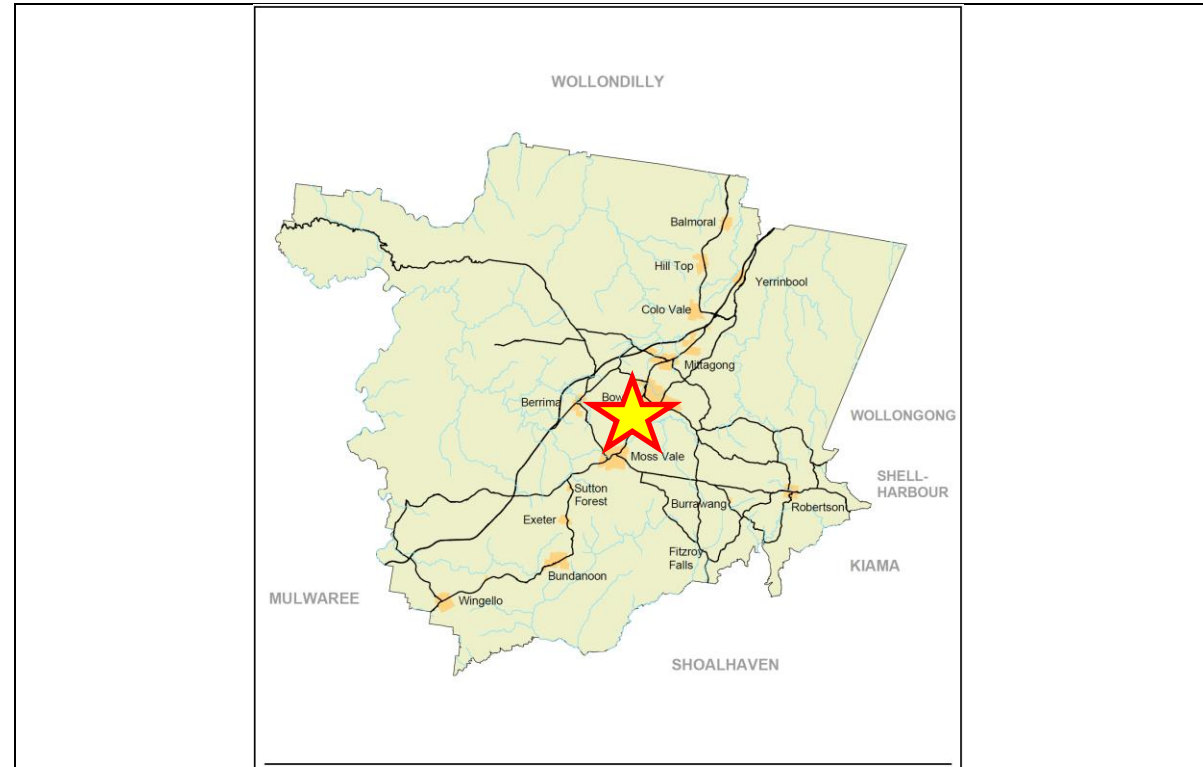 WOLLONDILLY
Balmoral
Hill Top
Yerrinbool
Colo Vale
Mittagong
Berrima
Bow
WOLLONGONG
Moss Vale
SHELL-
HARBOUR
Sutton
Forest
Burrawang
Robertson
Exeter
Fitzroy
Falls
KIAMA
Bundanoon
MULWAREE
Wingello
SHOALHAVEN